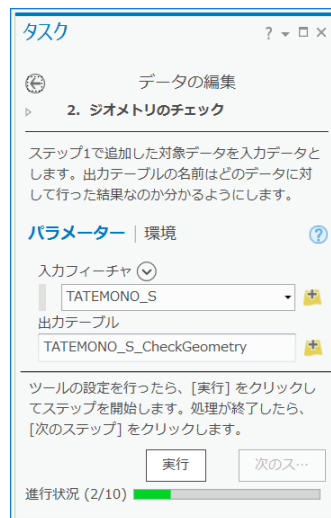 タスク
データの編集
2. ジオメトリのチェック
ステップ1で追加した対象データを入力データと
します。出力テーブルの名前はどのデータに対
して行った結果なのか分かるようにします。
パラメーター | 環境
入力フィーチャ
TATEMONO_S
出力テーブル
TATEMONO_S_CheckGeometry
ツールの設定を行ったら、[実行] をクリックし
てステップを開始します。処理が終了したら、
[次のステップ] をクリックします。
実行 次のス…
進行状況 (2/10)